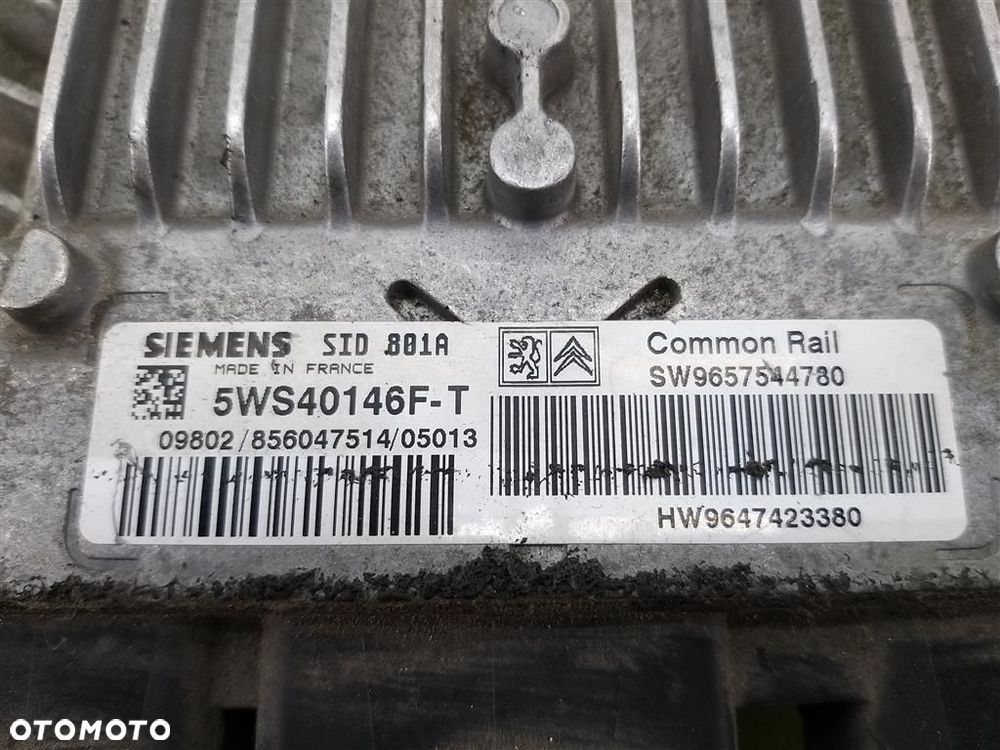 SIEMENS SID 801A
MADE IN FRANCE
5WS40146F-T
09802/856047514/05013
Common Rail
SW9657544780
HW9647423380
OTOMOTO